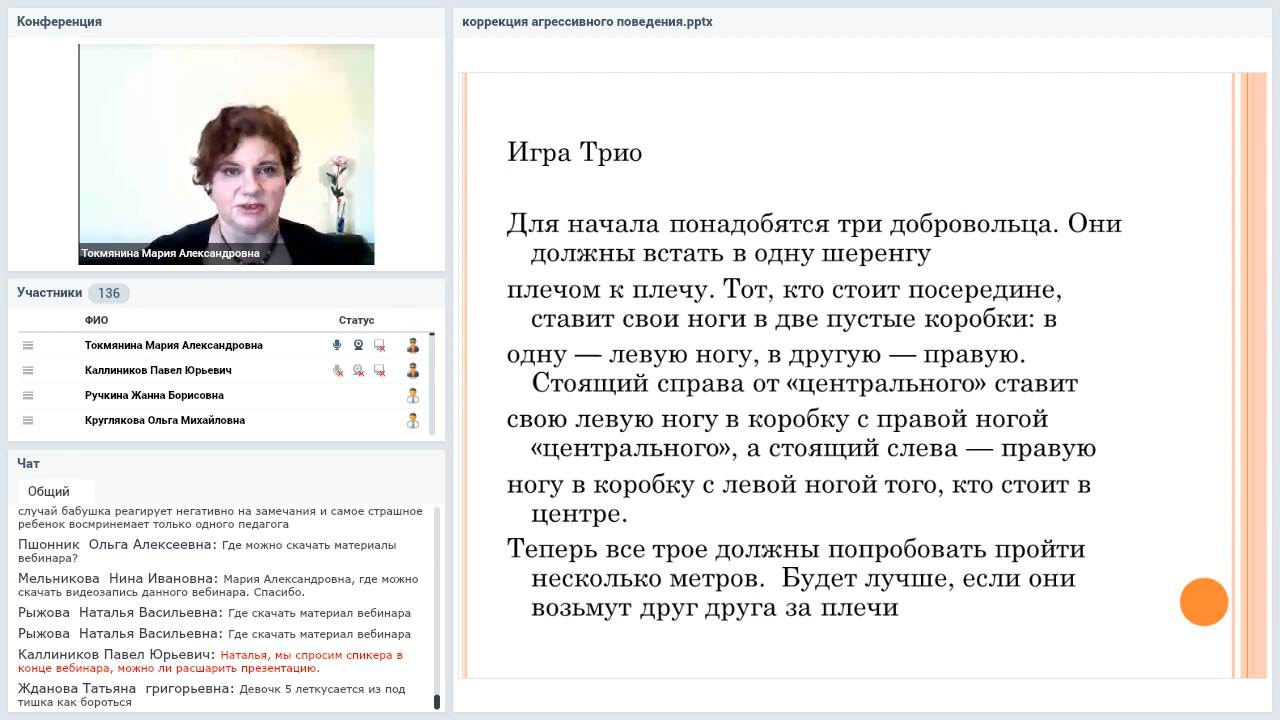 Конференция
Токмянина Мария Александровна
Участники 136
ФИО Статус
Токмянина Мария Александровна
Каллиников Павел Юрьевич
Ручкина Жанна Борисовна
Круглякова Ольга Михайловна
Чат
Общий
случай бабушка реагирует негативно на замечания и самое страшное
ребенок восмринемает только одного педагога
Пшонник Ольга Алексеевна: Где можно скачать материалы
вебинара?
Мельникова Нина Ивановна: Мария Александровна, где можно
скачать видеозапись данного вебинара. Спасибо.
Рыжова Наталья Васильевна: Где скачать материал вебинара
Рыжова Наталья Васильевна: Где скачать материал вебинара
Каллиников Павел Юрьевич: Наталья, мы спросим спикера в
конце вебинара, можно ли расшарить презентацию.
Жданова Татьяна григорьевна: Девочк 5 леткусается из под
тишка как бороться
коррекция агрессивного поведения.pptx
Игра Трио
Для начала понадобятся три добровольца. Они
должны встать в одну шеренгу
плечом к плечу. Тот, кто стоит посередине,
ставит свои ноги в две пустые коробки: в
одну — левую ногу, в другую — правую.
Стоящий справа от «центрального» ставит
свою левую ногу в коробку с правой ногой
«центрального», а стоящий слева — правую
ногу в коробку с левой ногой того, кто стоит в
центре.
Теперь все трое должны попробовать пройти
несколько метров. Будет лучше, если они
возьмут друг друга за плечи